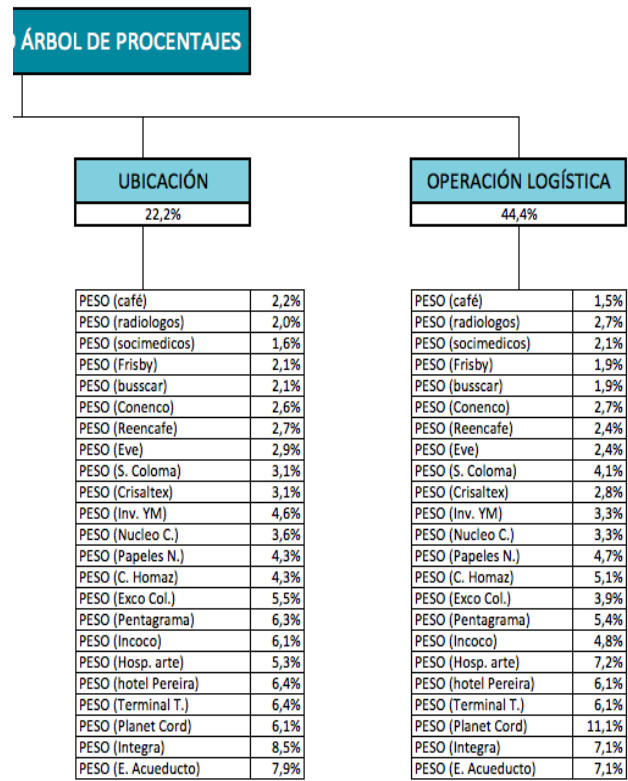 ÁRBOL DE PROCENTAJES
UBICACIÓN
22,2%
PESO (café) 2,2%
PESO (radiologos) 2,0%
PESO (socimedicos) 1,6%
PESO (Frisby) 2,1%
PESO (busscar) 2,1%
PESO (Conenco) 2,6%
PESO (Reencafe) 2,7%
PESO (Eve) 2,9%
PESO (S. Coloma) 3,1%
PESO (Crisaltex) 3,1%
PESO (Inv. YM) 4,6%
PESO (Nucleo C.) 3,6%
PESO (Papeles N.) 4,3%
PESO (C. Homaz) 4,3%
PESO (Exco Col.) 5,5%
PESO (Pentagrama) 6,3%
PESO (Incoco) 6,1%
PESO (Hosp. arte) 5,3%
PESO (hotel Pereira) 6,4%
PESO (Terminal T.) 6,4%
PESO (Planet Cord) 6,1%
PESO (Integra) 8,5%
PESO (E. Acueducto) 7,9%
OPERACIÓN LOGÍSTICA
44,4%
PESO (café) 1,5%
PESO (radiologos) 2,7%
PESO (socimedicos) 2,1%
PESO (Frisby) 1,9%
PESO (busscar) 1,9%
PESO (Conenco) 2,7%
PESO (Reencafe) 2,4%
PESO (Eve) 2,4%
PESO (S. Coloma) 4,1%
PESO (Crisaltex) 2,8%
PESO (Inv. YM) 3,3%
PESO (Nucleo C.) 3,3%
PESO (Papeles N.) 4,7%
PESO (C. Homaz) 5,1%
PESO (Exco Col.) 3,9%
PESO (Pentagrama) 5,4%
PESO (Incoco) 4,8%
PESO (Hosp. arte) 7,2%
PESO (hotel Pereira) 6,1%
PESO (Terminal T.) 6,1%
PESO (Planet Cord) 11,1%
PESO (Integra) 7,1%
PESO (E. Acueducto) 7,1%